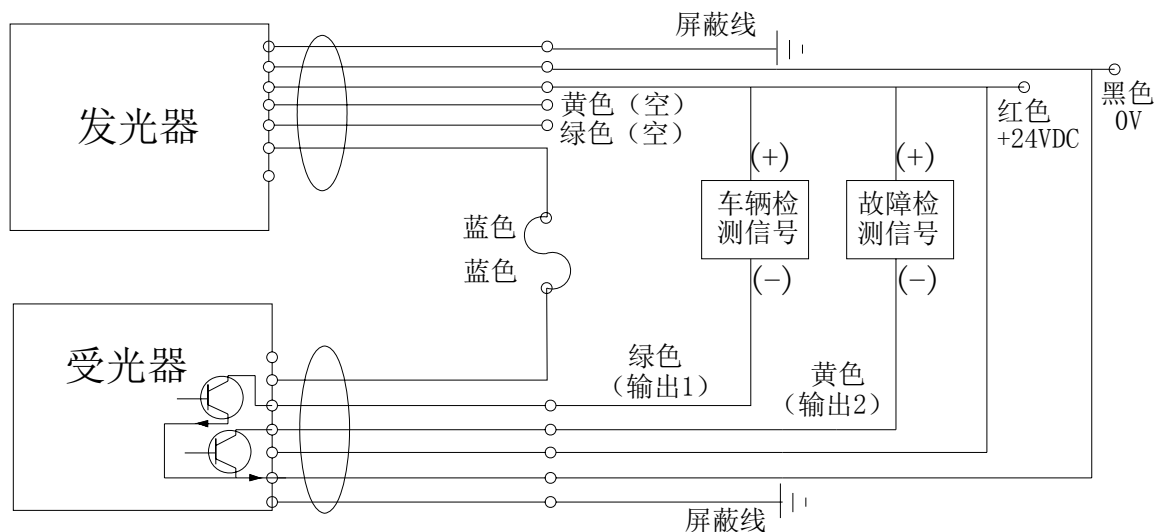 屏蔽线
发光器
黄色（空）
绿色（空）
红色
+24VDC
黑色
0V
(+)
(+)
车辆检
测信号
故障检
测信号
(−)
(−)
蓝色
蓝色
受光器
绿色
(输出1)
黄色
(输出2)
屏蔽线